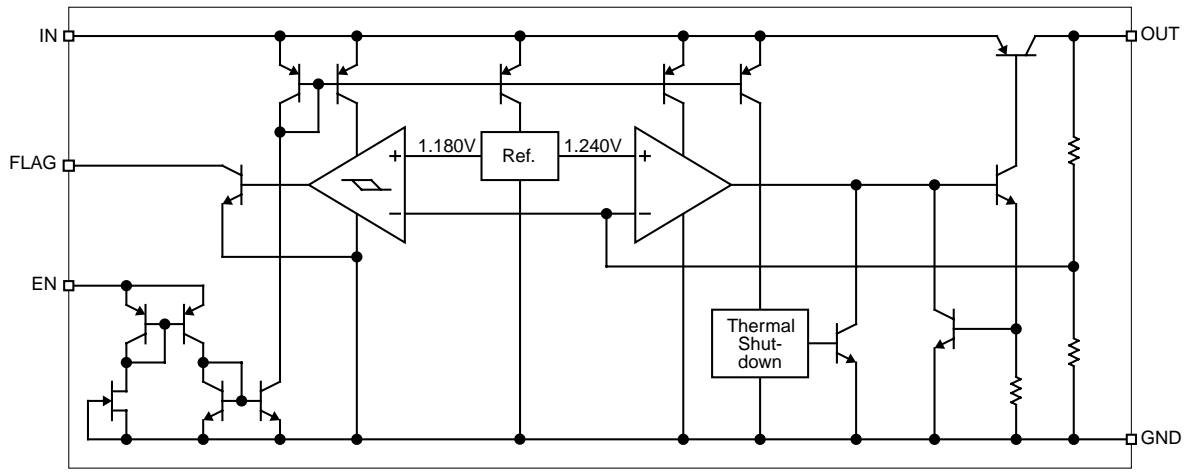 IN
OUT
FLAG
1.180V
Ref.
1.240V
EN
Thermal
Shut-
down
GND